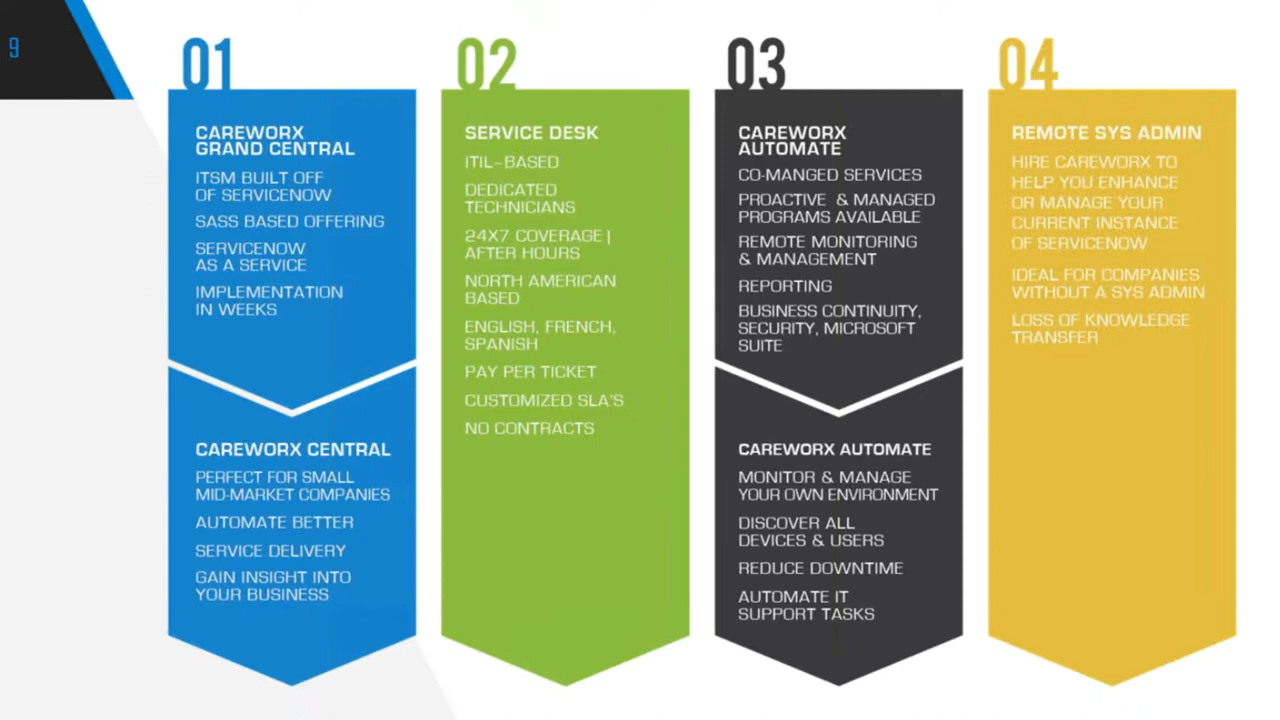 9
01
CAREWORX
GRAND CENTRAL
ITSM BUILT OFF
OF SERVICENOW
SASS BASED OFFERING
SERVICENOW
AS A SERVICE
IMPLEMENTATION
IN WEEKS
CAREWORX CENTRAL
PERFECT FOR SMALL
MID-MARKET COMPANIES
AUTOMATE BETTER
SERVICE DELIVERY
GAIN INSIGHT INTO
YOUR BUSINESS
02
SERVICE DESK
ITIL-BASED
DEDICATED
TECHNICIANS
24X7 COVERAGE |
AFTER HOURS
NORTH AMERICAN
BASED
ENGLISH, FRENCH,
SPANISH
PAY PER TICKET
CUSTOMIZED SLA'S
NO CONTRACTS
03
CAREWORX
AUTOMATE
CO-MANGED SERVICES
PROACTIVE & MANAGED
PROGRAMS AVAILABLE
REMOTE MONITORING
& MANAGEMENT
REPORTING
BUSINESS CONTINUITY,
SECURITY, MICROSOFT
SUITE
CAREWORX AUTOMATE
MONITOR & MANAGE
YOUR OWN ENVIRONMENT
DISCOVER ALL
DEVICES & USERS
REDUCE DOWNTIME
AUTOMATE IT
SUPPORT TASKS
04
REMOTE SYS ADMIN
HIRE CAREWORX TO
HELP YOU ENHANCE
OR MANAGE YOUR
CURRENT INSTANCE
OF SERVICENOW
IDEAL FOR COMPANIES
WITHOUT A SYS ADMIN
LOSS OF KNOWLEDGE
TRANSFER